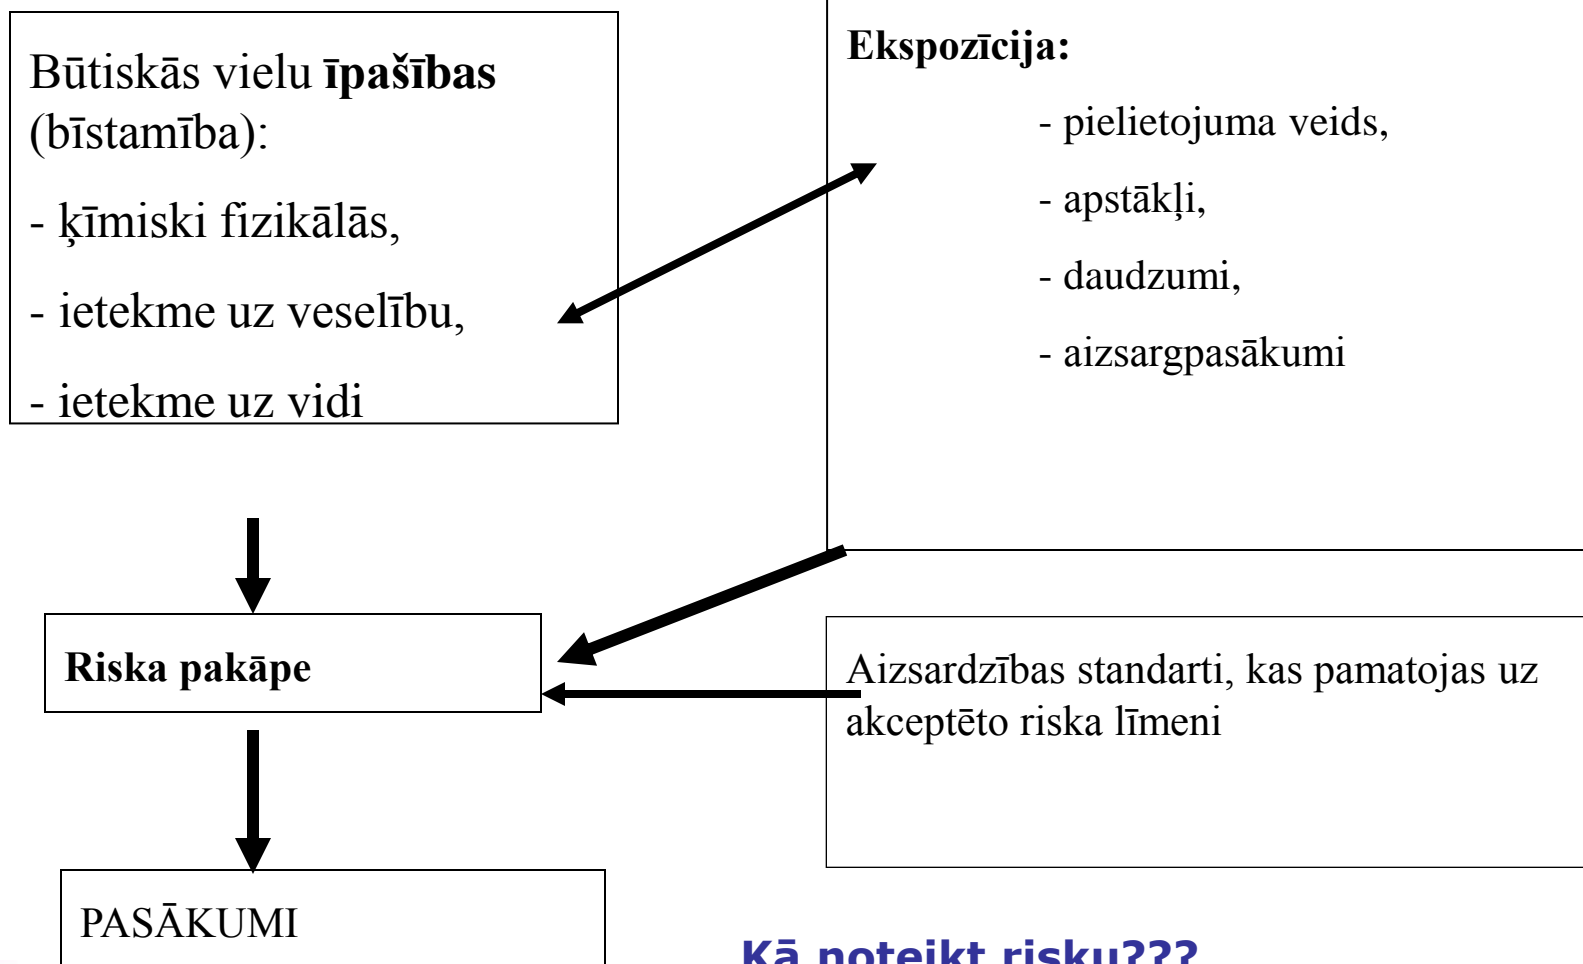 Būtiskās vielu īpašības
(bīstamība):
- ķīmiski fizikālās,
- ietekme uz veselību,
- ietekme uz vidi
Ekspozīcija:
- pielietojuma veids,
- apstākļi,
- daudzumi,
- aizsargpasākumi
Riska pakāpe
Aizsardzības standarti, kas pamatojas uz
akceptēto riska līmeni
PASĀKUMI
Kā noteikt risku???